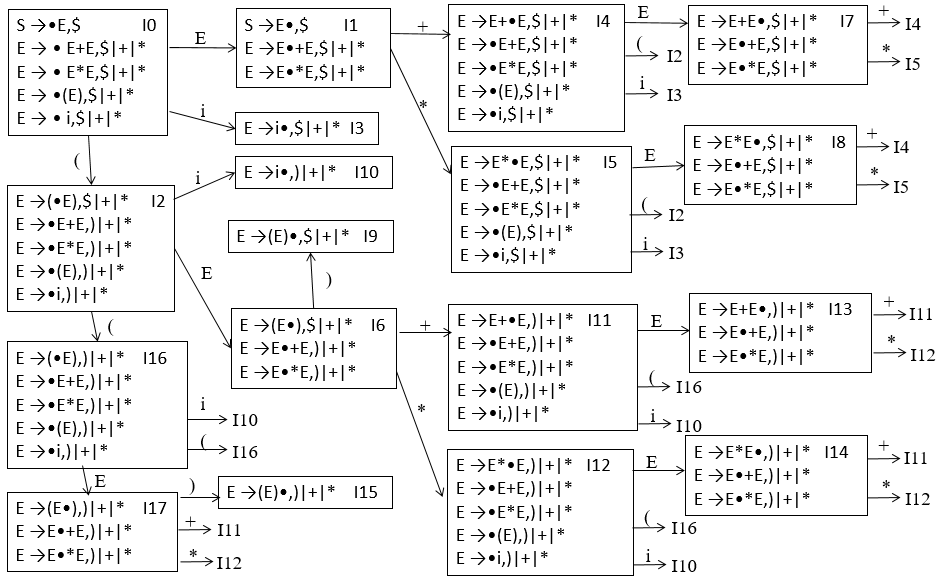 S →•E,$ I0
E → • E+E,$|+|*
E → • E*E,$|+|*
E → •(E),$|+|*
E → • i,$|+|*
E
S →E•,$ I1
E →E•+E,$|+|*
E →E•*E,$|+|*
+
E →E+•E,$|+|* I4
E →•E+E,$|+|*
E →•E*E,$|+|*
E →•(E),$|+|*
E →•i,$|+|*
E
( I2
i I3
E →E+E•,$|+|* I7
E →E•+E,$|+|*
E →E•*E,$|+|*
+ I4
* I5
i
E →i•,$|+|* I3
*
(
i
E →i•,)|+|* I10
E →E*•E,$|+|* I5
E →•E+E,$|+|*
E →•E*E,$|+|*
E →•(E),$|+|*
E →•i,$|+|*
E
( I2
i I3
E →E*E•,$|+|* I8
E →E•+E,$|+|*
E →E•*E,$|+|*
+ I4
* I5
E →(•E),$|+|* I2
E →•E+E,)|+|*
E →•E*E,)|+|*
E →•(E),)|+|*
E →•i,)|+|*
E
E →(E)•,$|+|* I9
)
(
E →(E•),$|+|* I6
E →E•+E,)|+|*
E →E•*E,)|+|*
+
*
E →E+•E,)|+|* I11
E →•E+E,)|+|*
E →•E*E,)|+|*
E →•(E),)|+|*
E →•i,)|+|*
E
( I16
i I10
E →E+E•,)|+|* I13
E →E•+E,)|+|*
E →E•*E,)|+|*
+ I11
* I12
E →(•E),)|+|* I16
E →•E+E,)|+|*
E →•E*E,)|+|*
E →•(E),)|+|*
E →•i,)|+|*
i I10
( I16
E
E →E*•E,)|+|* I12
E →•E+E,)|+|*
E →•E*E,)|+|*
E →•(E),)|+|*
E →•i,)|+|*
E
( I16
i I10
E →E*E•,)|+|* I14
E →E•+E,)|+|*
E →E•*E,)|+|*
+ I11
* I12
E →(E•),)|+|* I17
E →E•+E,)|+|*
E →E•*E,)|+|*
)
E →(E)•,)|+|* I15
+ I11
* I12